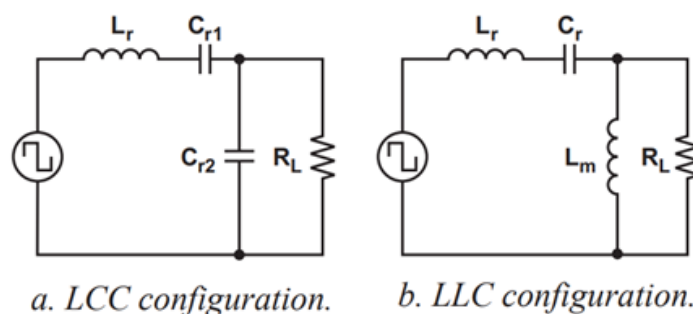 Lr Cr1 Lr Cr
Cr2 RL Lm RL
a. LCC configuration. b. LLC configuration.